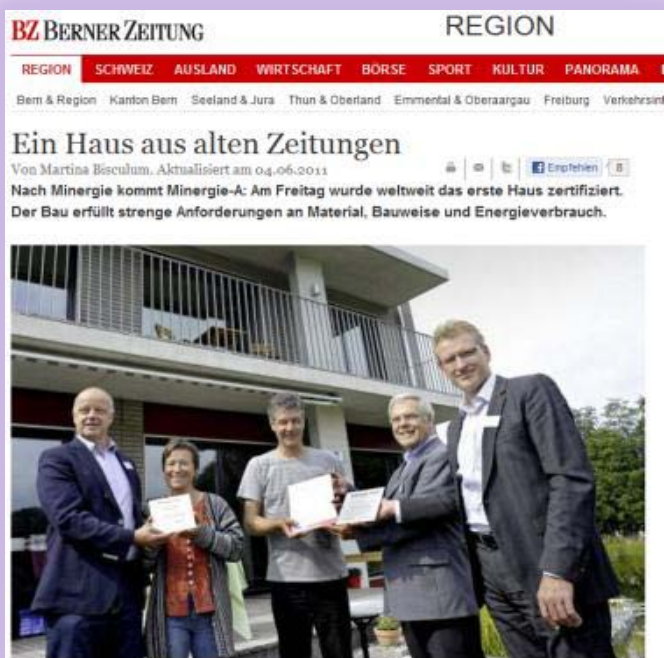 BZ BERNER ZEITUNG
REGION
REGION SCHWEIZ AUSLAND WIRTSCHAFT BÖRSE SPORT KULTUR PANORAMA
Bern & Region Kanton Bern Seeland & Jura Thun & Oberland Emmental & Oberaargau Freiburg Verkehrsint
Ein Haus aus alten Zeitungen
Von Martina Bisculum. Aktualisiert am 04.06.2011
Empfehlen 8
Nach Minergie kommt Minergie-A: Am Freitag wurde weltweit das erste Haus zertifiziert.
Der Bau erfüllt strenge Anforderungen an Material, Bauweise und Energieverbrauch.